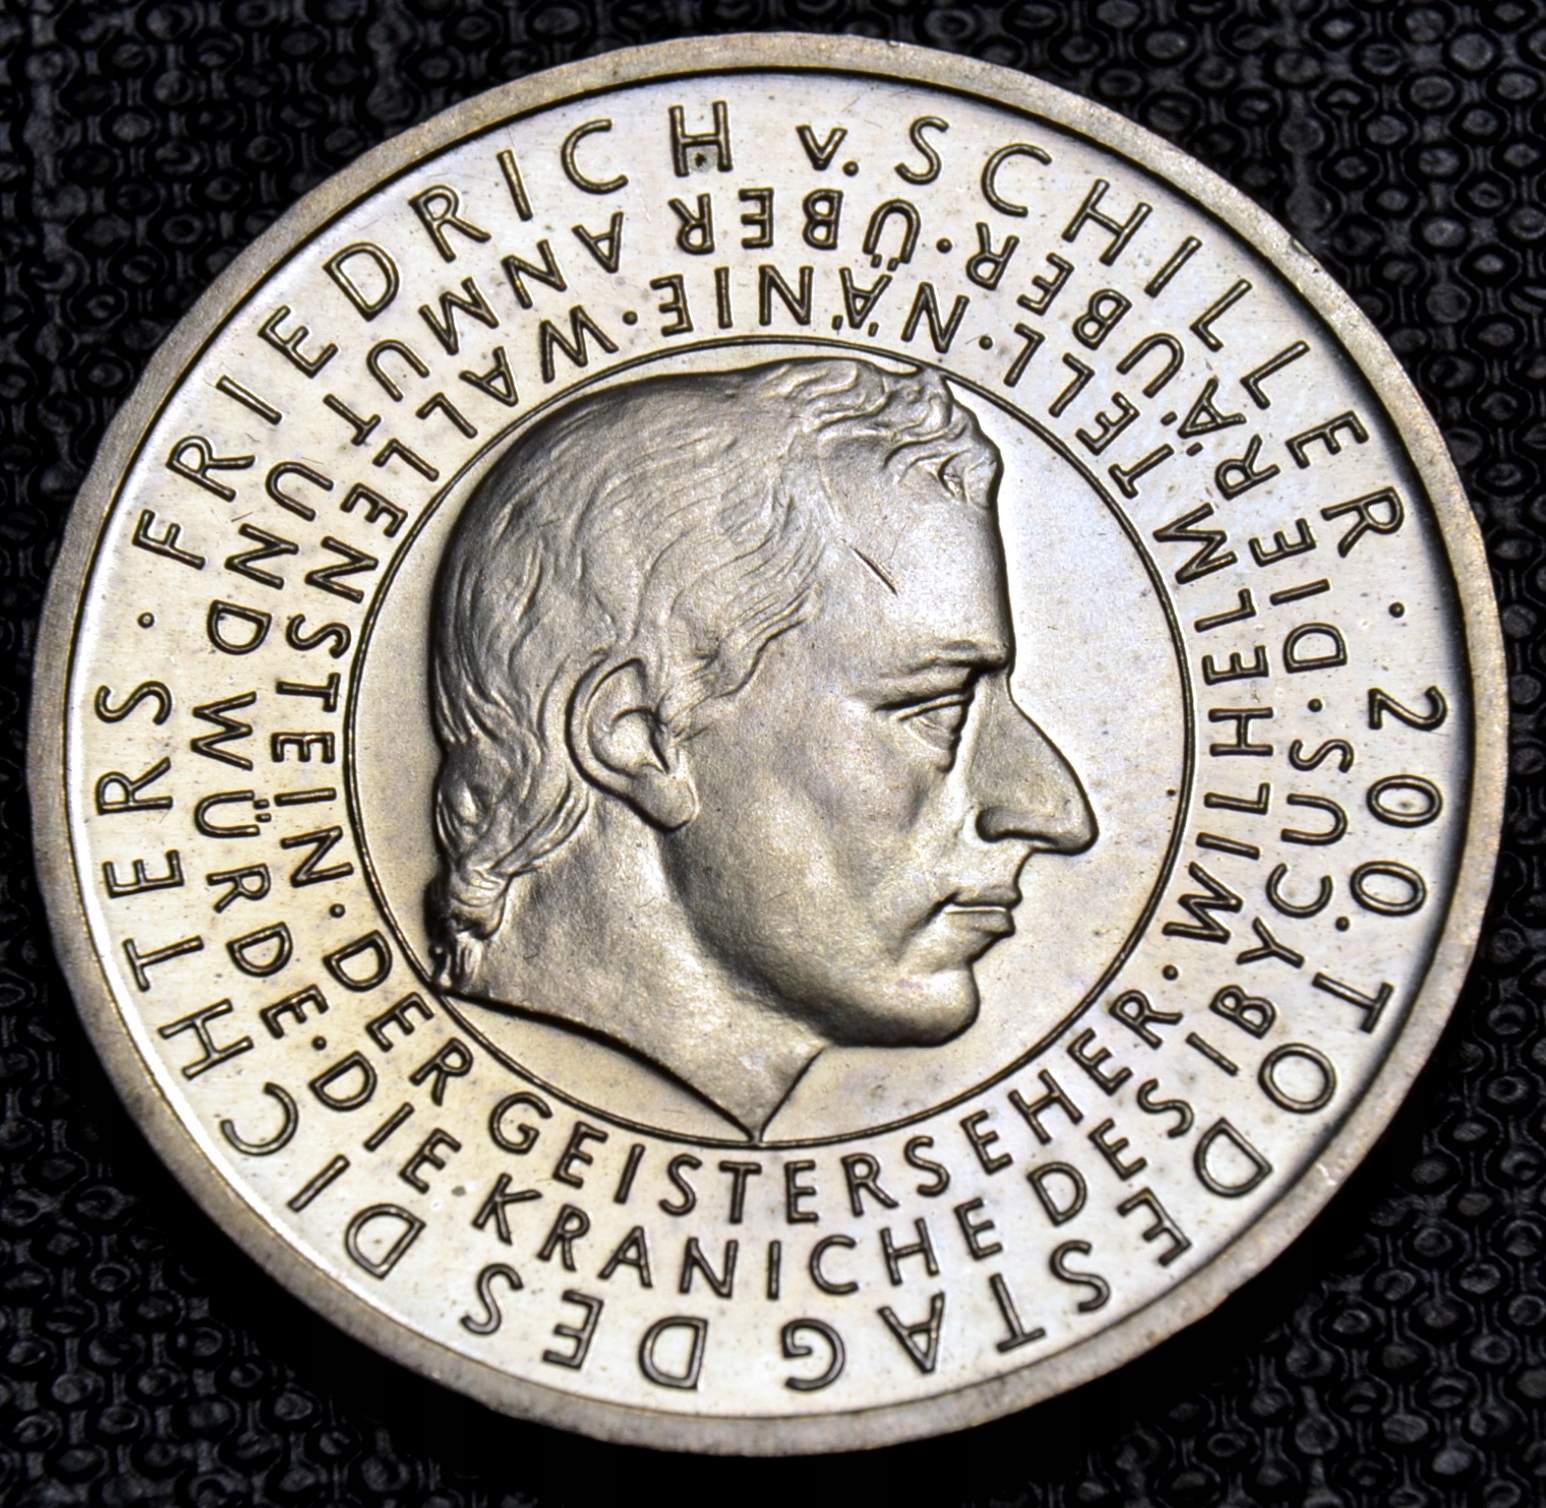 FRIEDRICH v. SCHILLER · 200. TODESTAG DES DICHTERS ·
DIE KRANICHE DES IBYCUS · DIE RÄUBER · ÜBER ANMUT UND WÜRDE ·
DER GEISTERSEHER · WILHELM TELL · NÄNIE · WALLENSTEIN ·